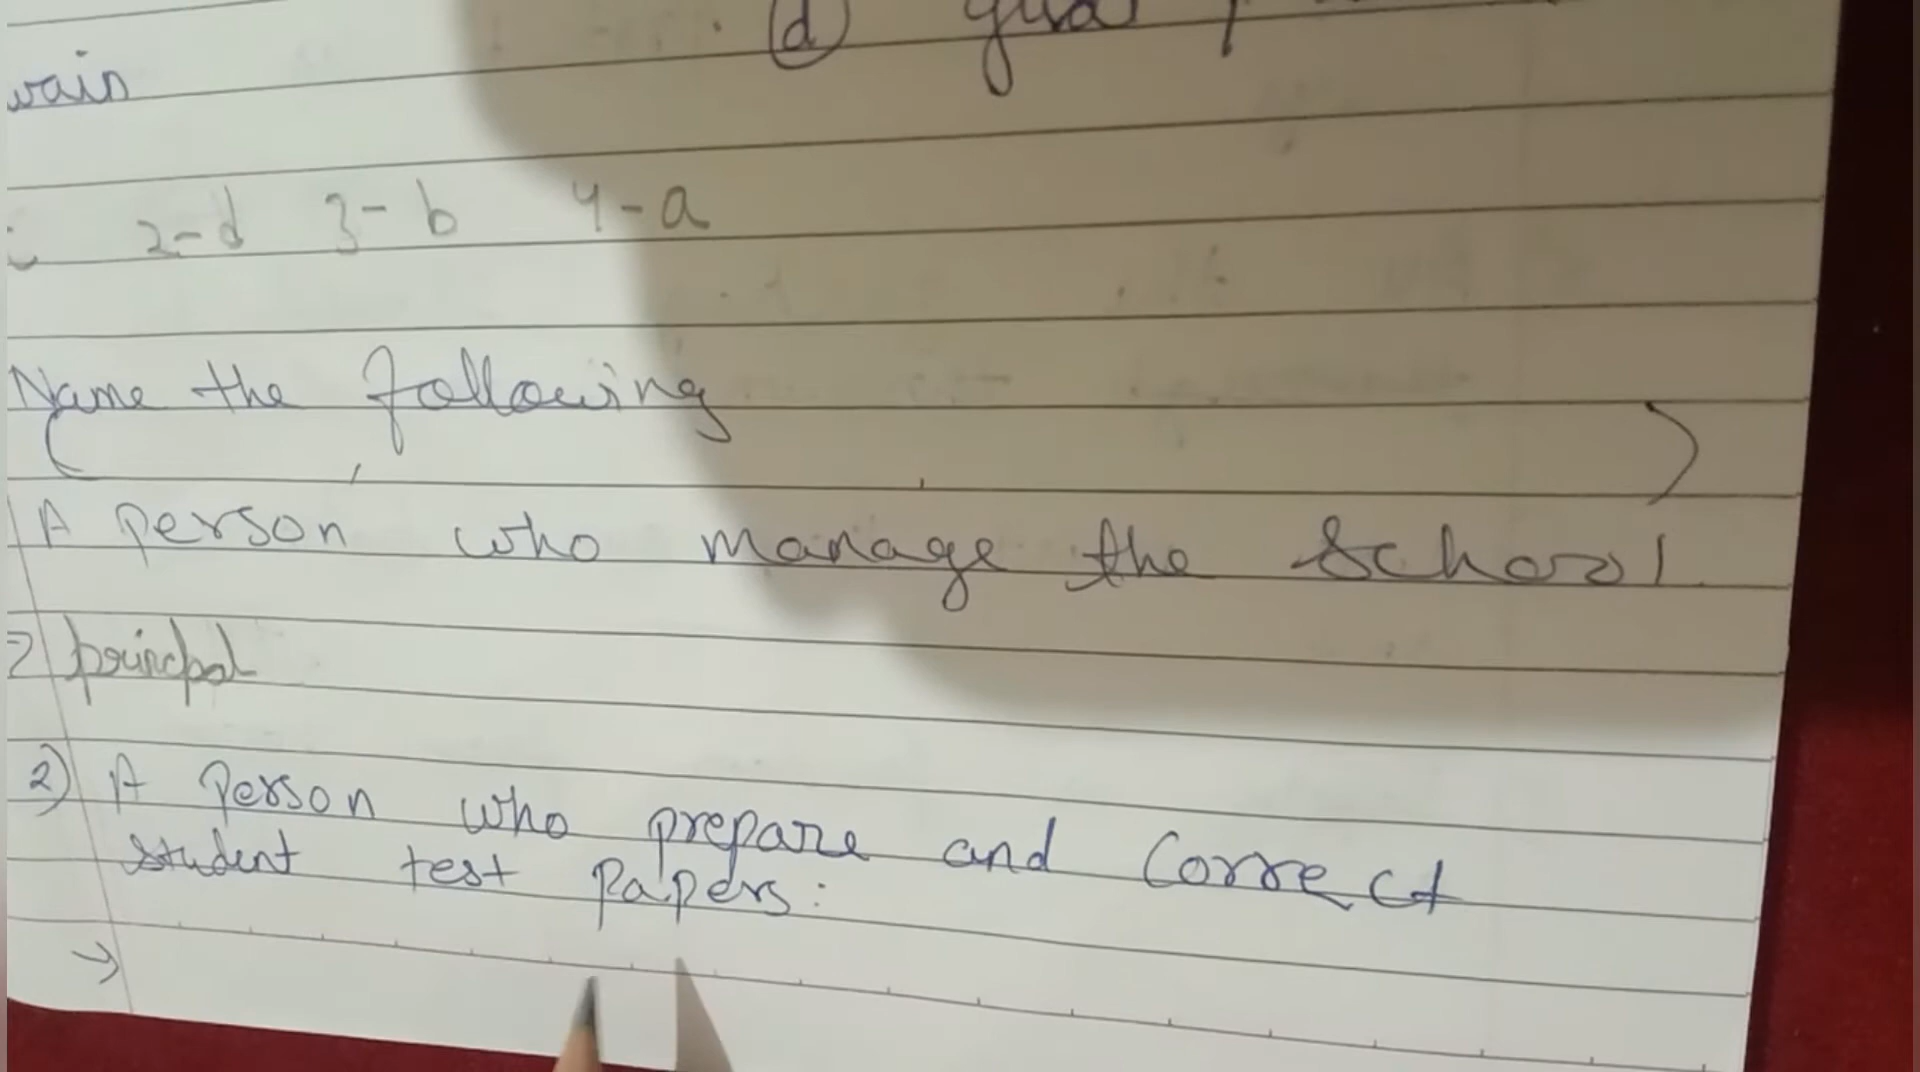 (d)
2-d 3-b 4-a
Name the following
A person who manage the School
principal
2) A person who prepare and Correct
student test papers:
→